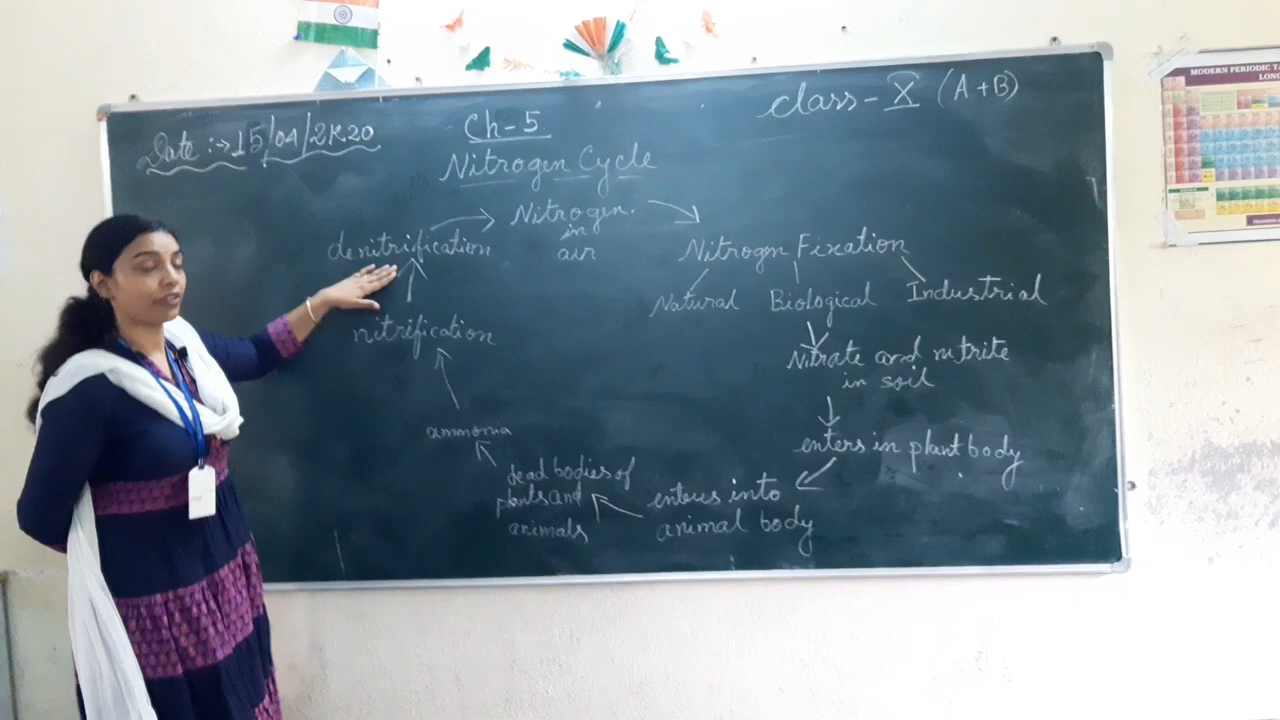 Date :→ 15/04/2K20
Ch-5
class - X (A+B)
Nitrogen Cycle
MODERN PERIODIC TA
LONG
denitrification
Nitrogen.
in
air
Nitrogen Fixation
Natural Biological Industrial
nitrification
Nitrate and nitrite
in soil
enters in plant body
ammonia
dead bodies of
plants and
animals
enters into
animal body